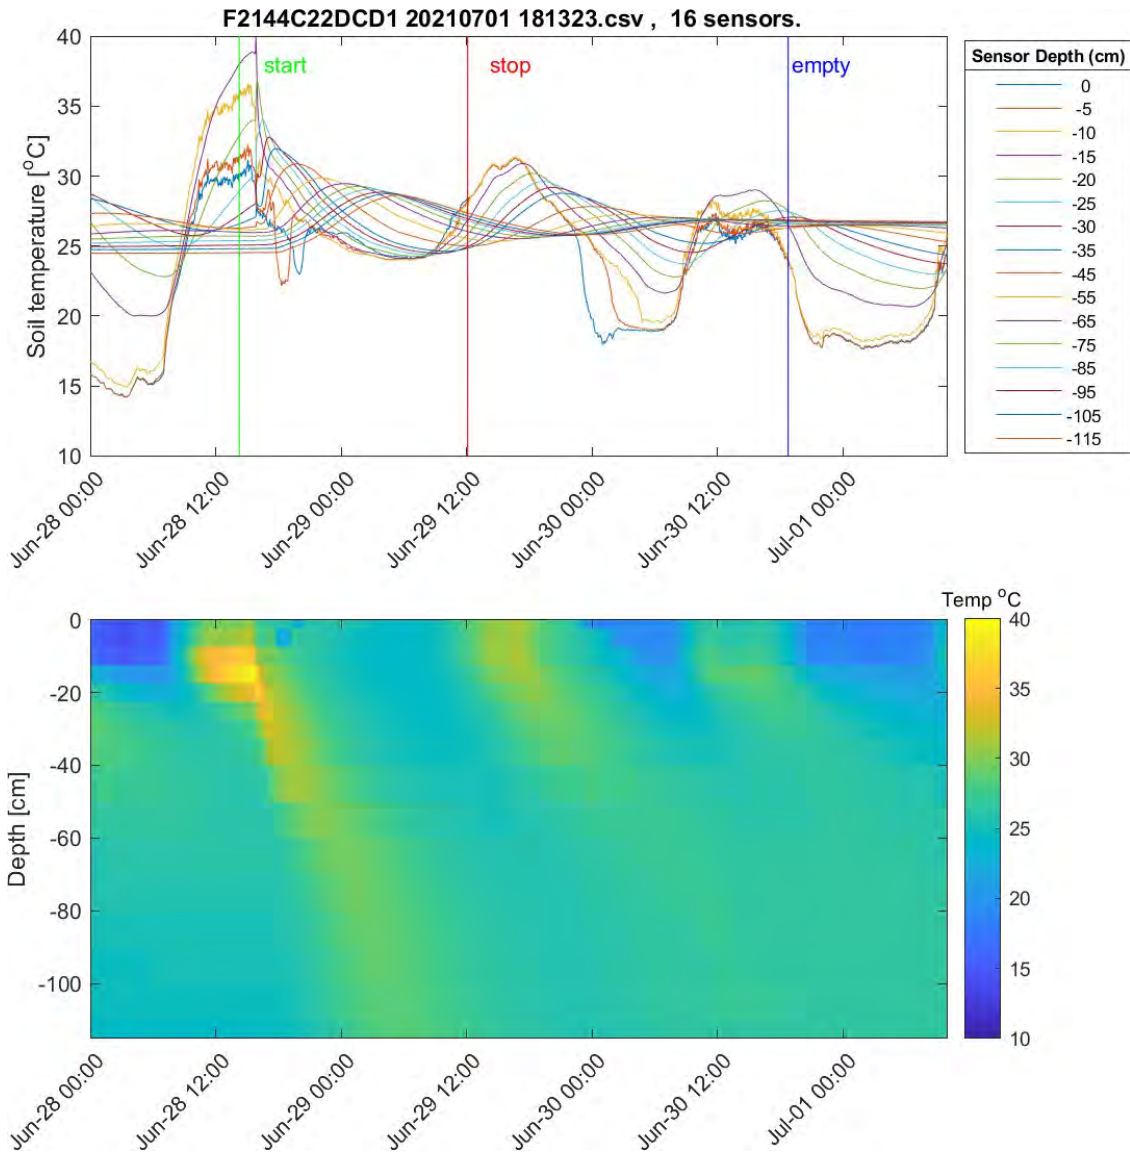 F2144C22DCD1 20210701 181323.csv , 16 sensors.
40
35
30
25
20
15
10
Soil temperature [°C]
start
stop
empty
Jun-28 00:00
Jun-28 12:00
Jun-29 00:00
Jun-29 12:00
Jun-30 00:00
Jun-30 12:00
Jul-01 00:00
Sensor Depth (cm)
0
-5
-10
-15
-20
-25
-30
-35
-45
-55
-65
-75
-85
-95
-105
-115
0
-20
-40
-60
-80
-100
Depth [cm]
Jun-28 00:00
Jun-28 12:00
Jun-29 00:00
Jun-29 12:00
Jun-30 00:00
Jun-30 12:00
Jul-01 00:00
Temp °C
40
35
30
25
20
15
10